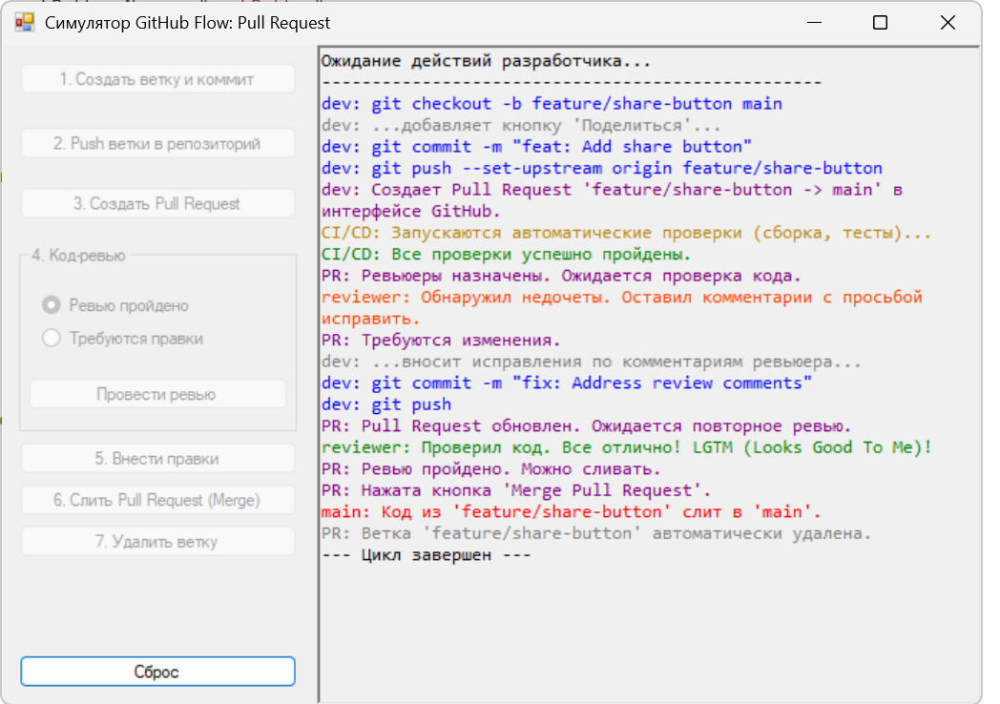 Симулятор GitHub Flow: Pull Request
1. Создать ветку и коммит
2. Push ветки в репозиторий
3. Создать Pull Request
4. Код-ревью
Ревью пройдено
Требуются правки
Провести ревью
5. Внести правки
6. Слить Pull Request (Merge)
7. Удалить ветку
Сброс
Ожидание действий разработчика...
--------------------------------------------------
dev: git checkout -b feature/share-button main
dev: ...добавляет кнопку 'Поделиться'...
dev: git commit -m "feat: Add share button"
dev: git push --set-upstream origin feature/share-button
dev: Создает Pull Request 'feature/share-button -> main' в
интерфейсе GitHub.
CI/CD: Запускаются автоматические проверки (сборка, тесты)...
CI/CD: Все проверки успешно пройдены.
PR: Ревьюеры назначены. Ожидается проверка кода.
reviewer: Обнаружил недочеты. Оставил комментарии с просьбой
исправить.
PR: Требуются изменения.
dev: ...вносит исправления по комментариям ревьюера...
dev: git commit -m "fix: Address review comments"
dev: git push
PR: Pull Request обновлен. Ожидается повторное ревью.
reviewer: Проверил код. Все отлично! LGTM (Looks Good To Me)!
PR: Ревью пройдено. Можно сливать.
PR: Нажата кнопка 'Merge Pull Request'.
main: Код из 'feature/share-button' слит в 'main'.
PR: Ветка 'feature/share-button' автоматически удалена.
--- Цикл завершен ---